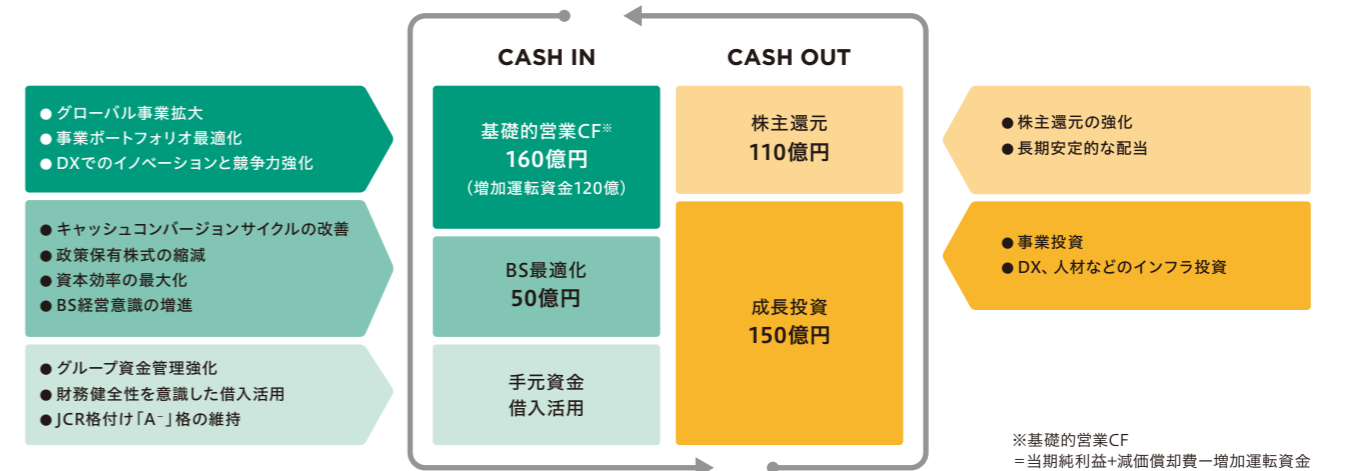 CASH IN
CASH OUT
● グローバル事業拡大
● 事業ポートフォリオ最適化
● DXでのイノベーションと競争力強化
● キャッシュコンバージョンサイクルの改善
● 政策保有株式の縮減
● 資本効率の最大化
● BS経営意識の増進
● グループ資金管理強化
● 財務健全性を意識した借入活用
● JCR格付け「A⁻」格の維持
基礎的営業CF※
160億円
（増加運転資金120億）
BS最適化
50億円
手元資金
借入活用
株主還元
110億円
成長投資
150億円
● 株主還元の強化
● 長期安定的な配当
● 事業投資
● DX、人材などのインフラ投資
※基礎的営業CF
＝当期純利益+減価償却費ー増加運転資金